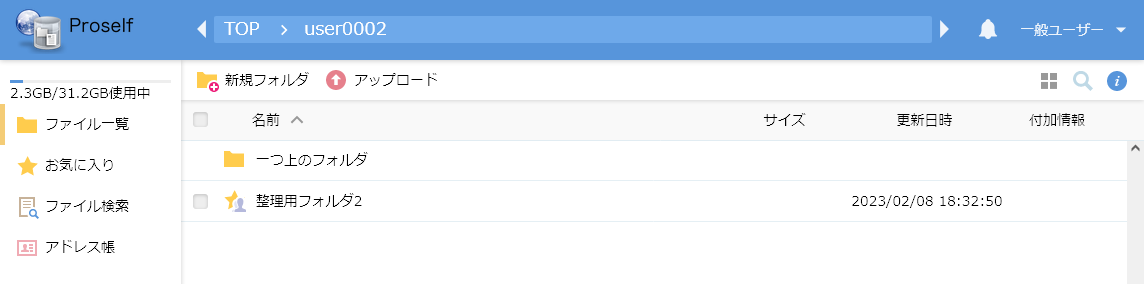 Proself
TOP > user0002
一般ユーザー
2.3GB/31.2GB使用中
ファイル一覧
お気に入り
ファイル検索
アドレス帳
新規フォルダ アップロード
名前 サイズ 更新日時 付加情報
一つ上のフォルダ
整理用フォルダ2 2023/02/08 18:32:50